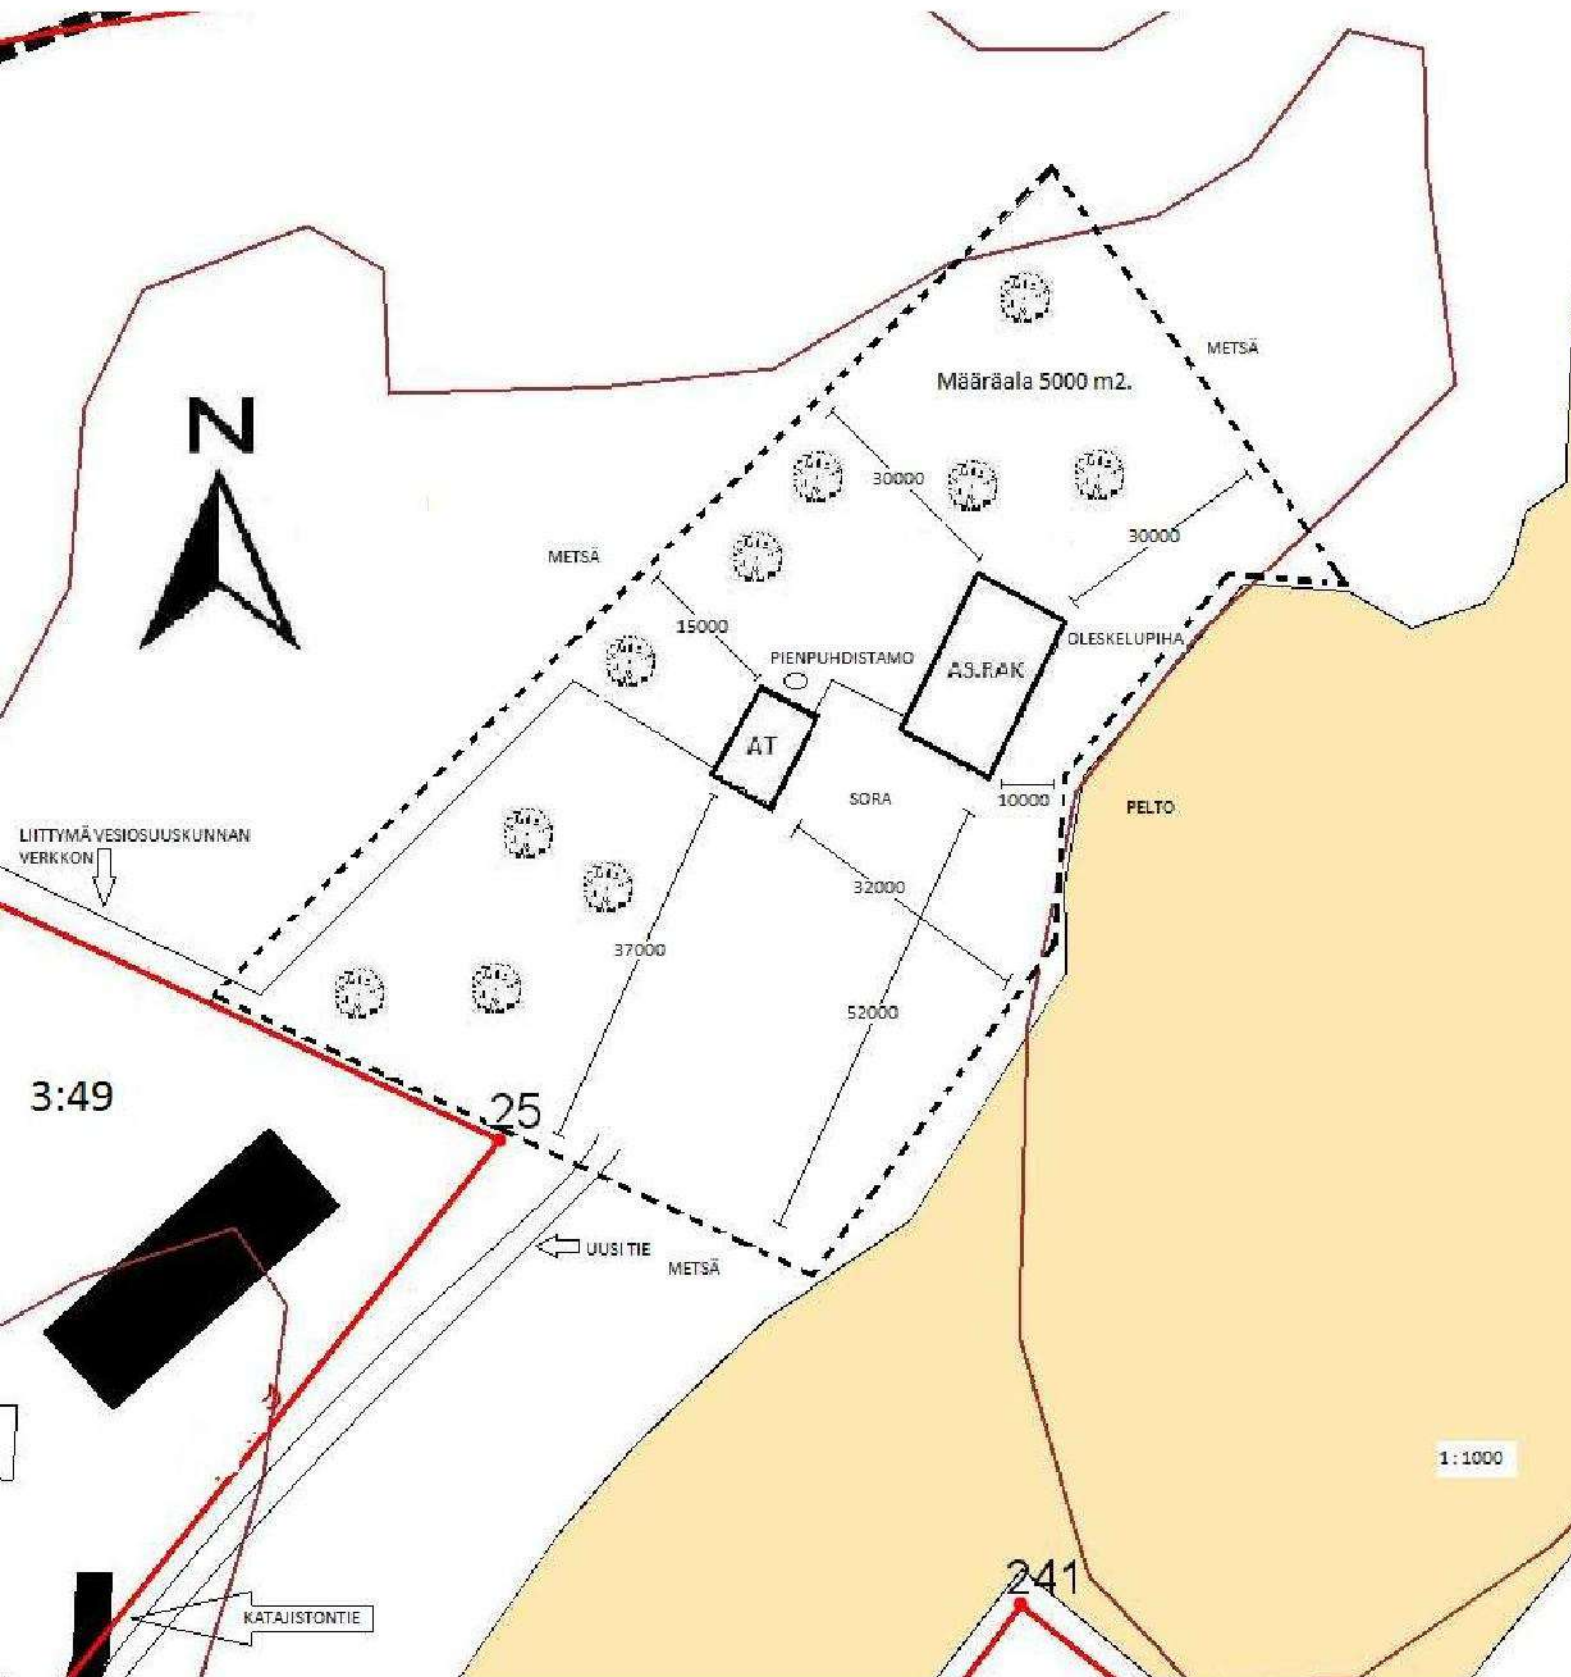 N
METSÄ
Määräala 5000 m2.
30000
30000
METSÄ
15000
PIENPUHDISTAMO
OLESKELUPIHA
AS.RAK
AT
SORA
10000
PELTO
LIITTYMÄ VESIOSUUSKUNNAN
VERKKON
32000
37000
52000
3:49
25
UUSI TIE
METSÄ
1:1000
241
KATAJISTONTIE